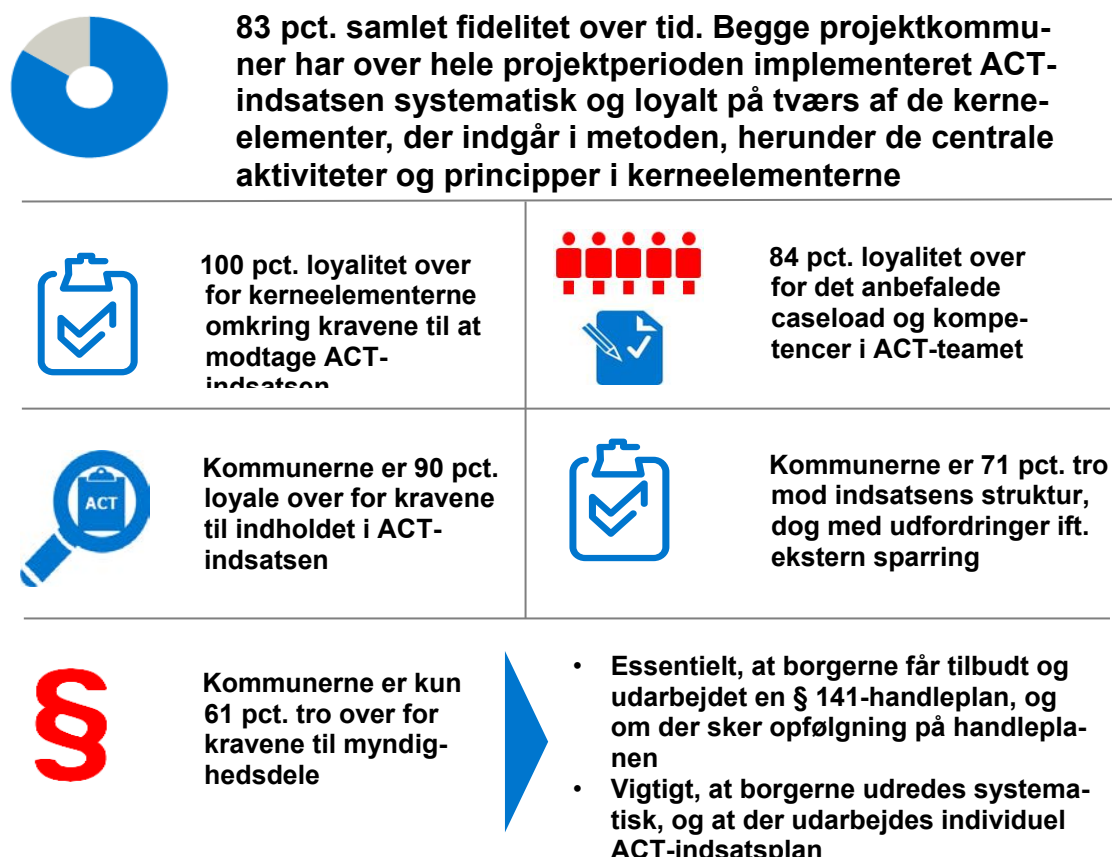 83 pct. samlet fidelitet over tid. Begge projektkommu-
ner har over hele projektperioden implementeret ACT-
indsatsen systematisk og loyalt på tværs af de kerne-
elementer, der indgår i metoden, herunder de centrale
aktiviteter og principper i kerneelementerne
100 pct. loyalitet over
for kerneelementerne
omkring kravene til at
modtage ACT-
indsatsen
84 pct. loyalitet over
for det anbefalede
caseload og kompe-
tencer i ACT-teamet
ACT
Kommunerne er 90 pct.
loyale over for kravene
til indholdet i ACT-
indsatsen
Kommunerne er 71 pct. tro
mod indsatsens struktur,
dog med udfordringer ift.
ekstern sparring
§
Kommunerne er kun
61 pct. tro over for
kravene til myndig-
hedsdele
• Essentielt, at borgerne får tilbudt og
udarbejdet en § 141-handleplan, og
om der sker opfølgning på handlepla-
nen
• Vigtigt, at borgerne udredes systema-
tisk, og at der udarbejdes individuel
ACT-indsatsplan